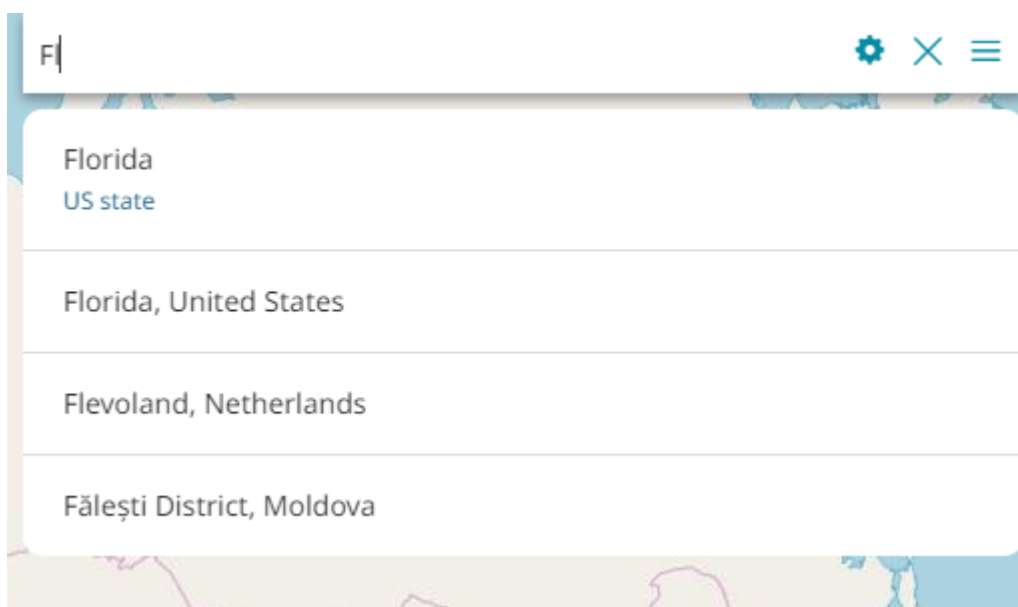 Fl
Florida
US state
Florida, United States
Flevoland, Netherlands
Fălești District, Moldova